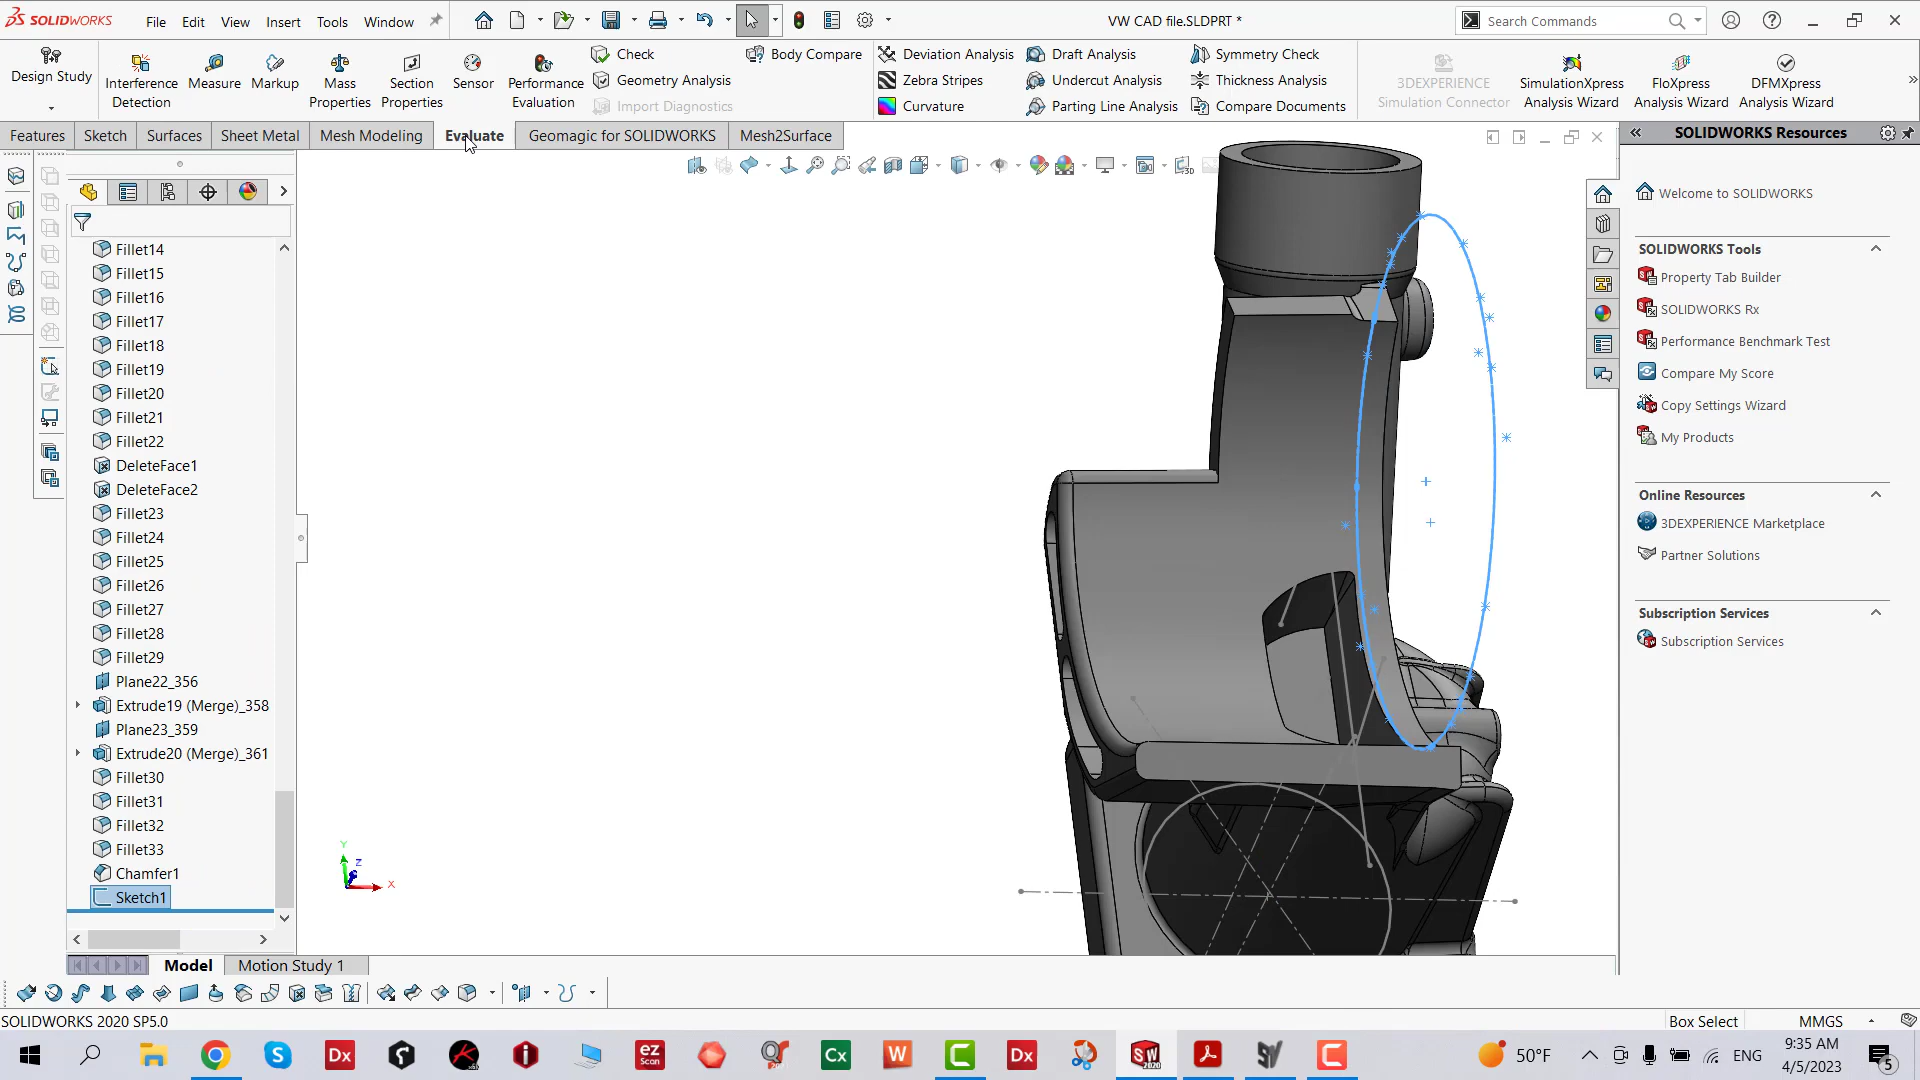 SOLIDWORKS File Edit View Insert Tools Window VW CAD file.SLDPRT * Search Commands
Design Study
Interference Detection
Measure
Markup
Mass Properties
Section Properties
Sensor
Performance Evaluation
Check
Geometry Analysis
Import Diagnostics
Body Compare
Deviation Analysis
Zebra Stripes
Curvature
Draft Analysis
Undercut Analysis
Parting Line Analysis
Symmetry Check
Thickness Analysis
Compare Documents
3DEXPERIENCE Simulation Connector
SimulationXpress Analysis Wizard
FloXpress Analysis Wizard
DFMXpress Analysis Wizard
Features Sketch Surfaces Sheet Metal Mesh Modeling Evaluate Geomagic for SOLIDWORKS Mesh2Surface
Fillet14
Fillet15
Fillet16
Fillet17
Fillet18
Fillet19
Fillet20
Fillet21
Fillet22
DeleteFace1
DeleteFace2
Fillet23
Fillet24
Fillet25
Fillet26
Fillet27
Fillet28
Fillet29
Plane22_356
Extrude19 (Merge)_358
Plane23_359
Extrude20 (Merge)_361
Fillet30
Fillet31
Fillet32
Fillet33
Chamfer1
Sketch1
Y
Z
X
SOLIDWORKS Resources
Welcome to SOLIDWORKS
SOLIDWORKS Tools
Property Tab Builder
SOLIDWORKS Rx
Performance Benchmark Test
Compare My Score
Copy Settings Wizard
My Products
Online Resources
3DEXPERIENCE Marketplace
Partner Solutions
Subscription Services
Subscription Services
Model Motion Study 1
SOLIDWORKS 2020 SP5.0 Box Select MMGS
50°F ENG
9:35 AM
4/5/2023
5